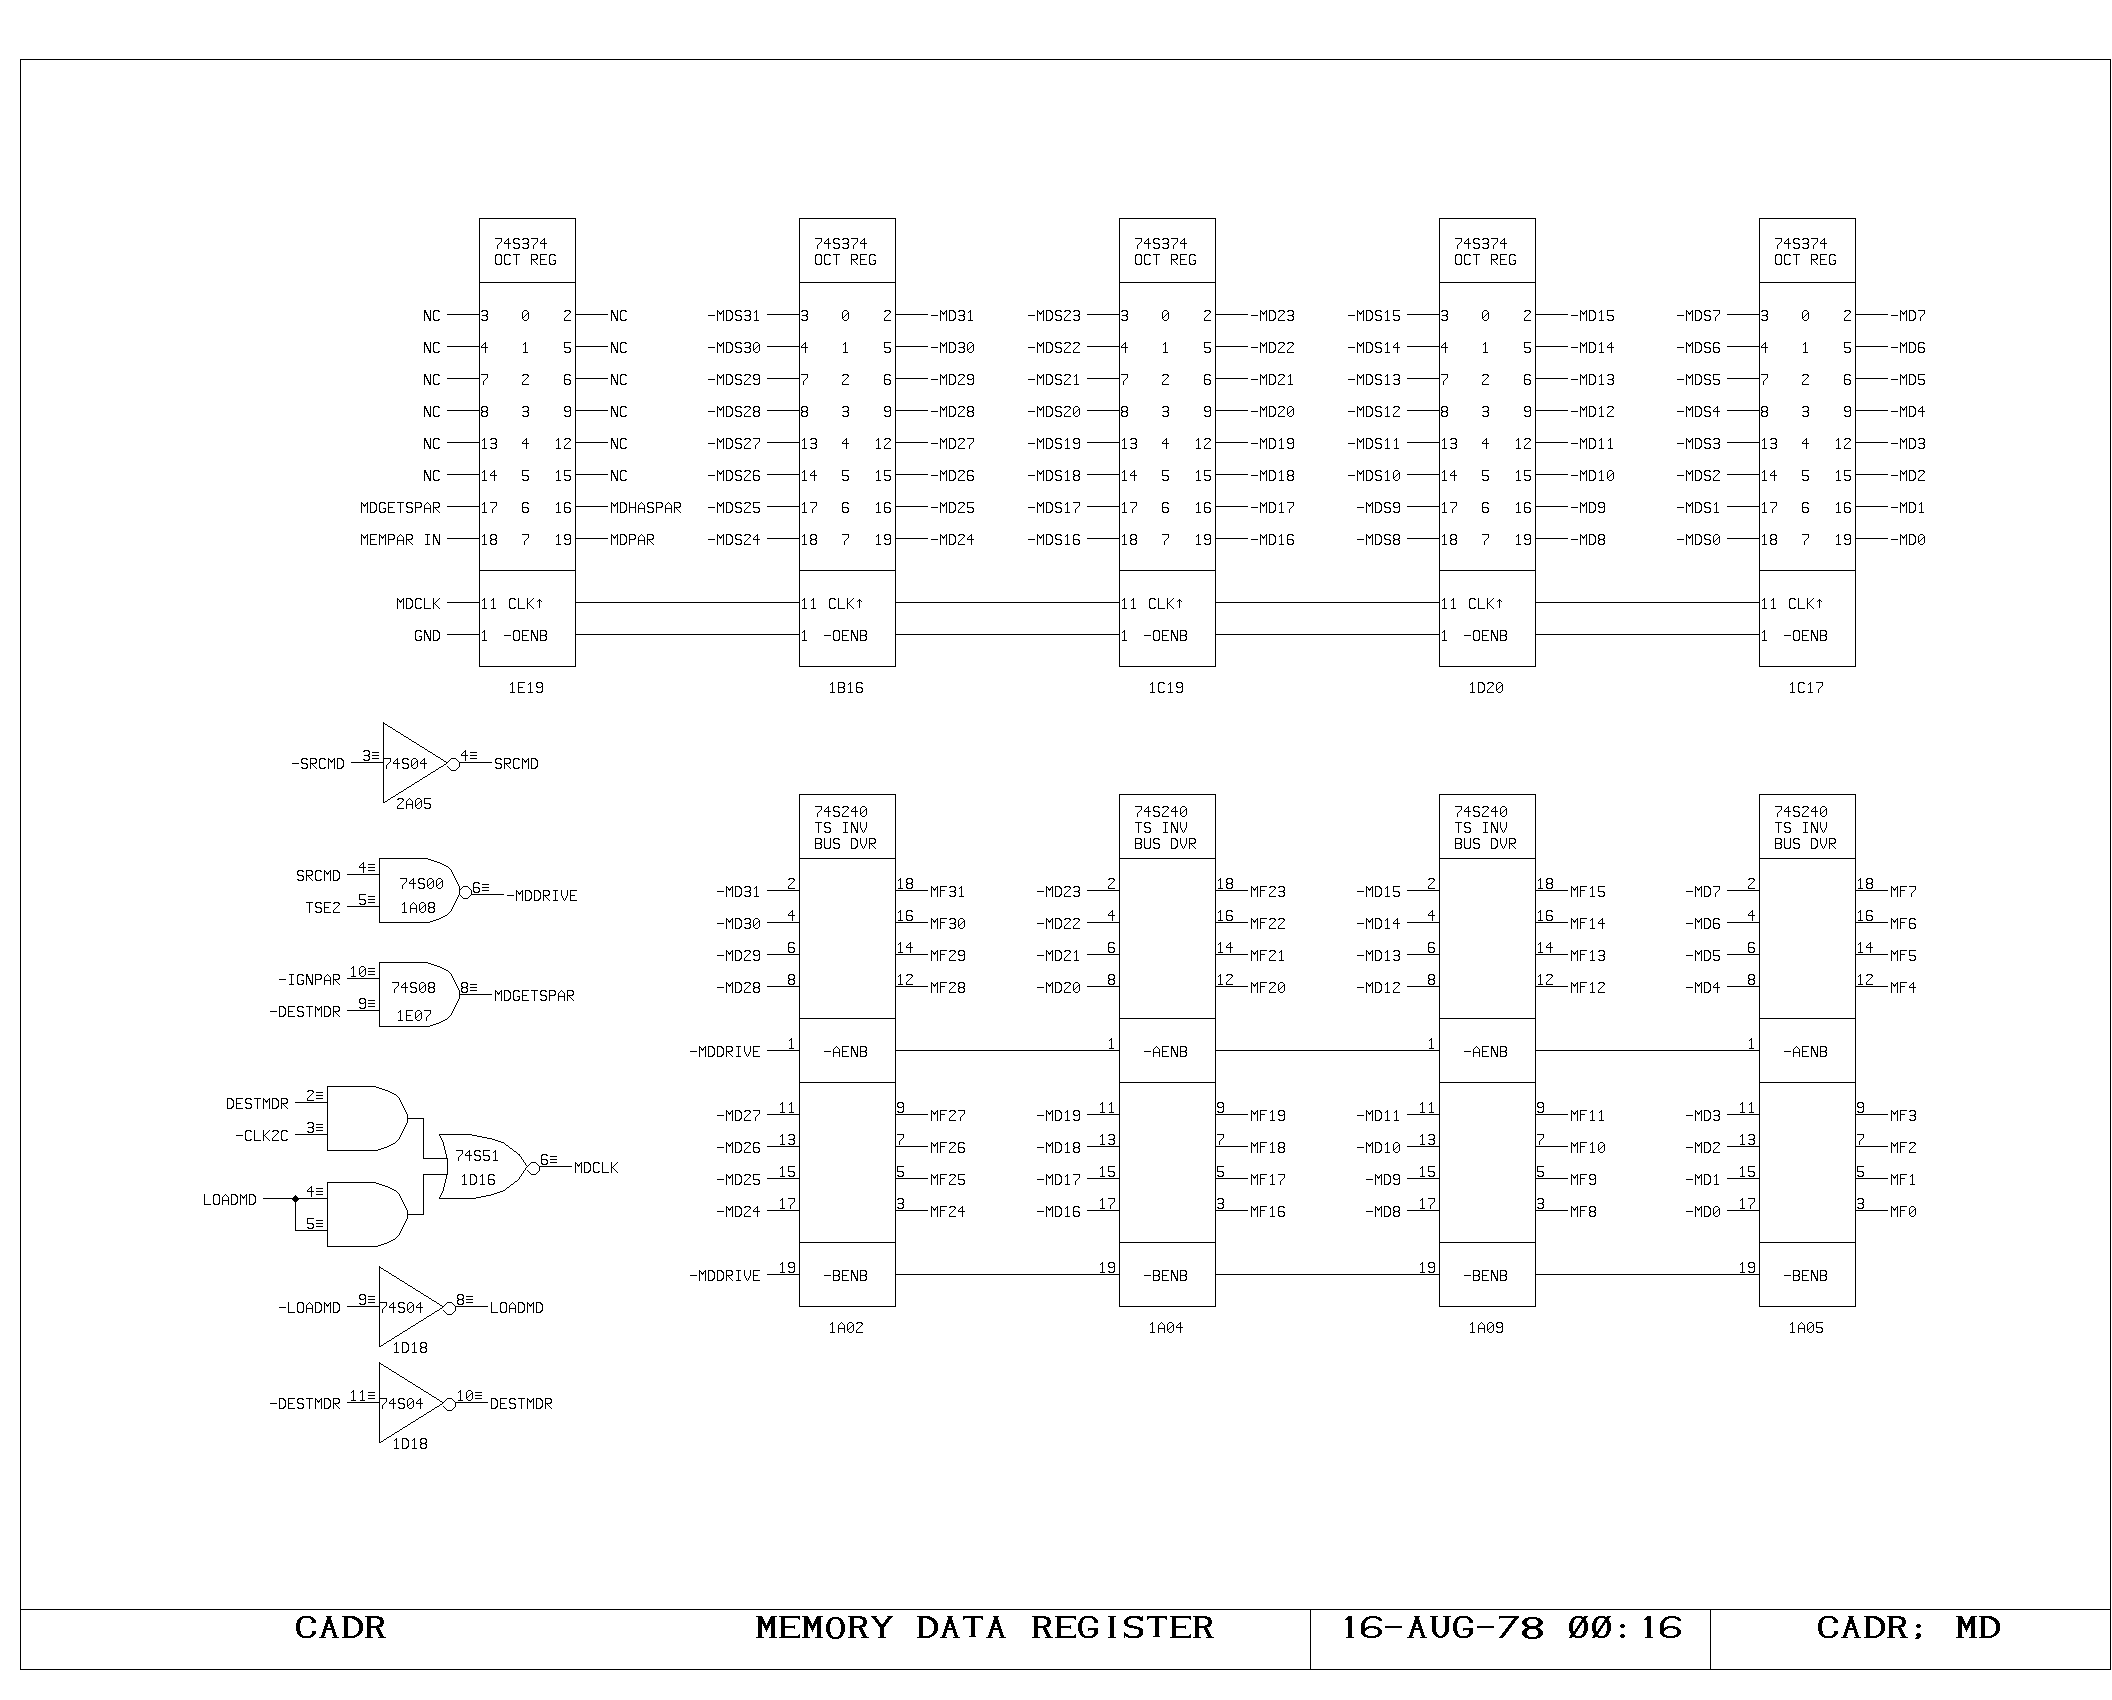 74S374 74S374 74S374 74S374 74S374
OCT REG OCT REG OCT REG OCT REG OCT REG
NC 3 0 2 NC -MDS31 3 0 2 -MD31 -MDS23 3 0 2 -MD23 -MDS15 3 0 2 -MD15 -MDS7 3 0 2 -MD7
NC 4 1 5 NC -MDS30 4 1 5 -MD30 -MDS22 4 1 5 -MD22 -MDS14 4 1 5 -MD14 -MDS6 4 1 5 -MD6
NC 7 2 6 NC -MDS29 7 2 6 -MD29 -MDS21 7 2 6 -MD21 -MDS13 7 2 6 -MD13 -MDS5 7 2 6 -MD5
NC 8 3 9 NC -MDS28 8 3 9 -MD28 -MDS20 8 3 9 -MD20 -MDS12 8 3 9 -MD12 -MDS4 8 3 9 -MD4
NC 13 4 12 NC -MDS27 13 4 12 -MD27 -MDS19 13 4 12 -MD19 -MDS11 13 4 12 -MD11 -MDS3 13 4 12 -MD3
NC 14 5 15 NC -MDS26 14 5 15 -MD26 -MDS18 14 5 15 -MD18 -MDS10 14 5 15 -MD10 -MDS2 14 5 15 -MD2
MDGETSPAR 17 6 16 MDHASPAR -MDS25 17 6 16 -MD25 -MDS17 17 6 16 -MD17 -MDS9 17 6 16 -MD9 -MDS1 17 6 16 -MD1
MEMPAR IN 18 7 19 MDPAR -MDS24 18 7 19 -MD24 -MDS16 18 7 19 -MD16 -MDS8 18 7 19 -MD8 -MDS0 18 7 19 -MD0
MDCLK 11 CLK↑ 11 CLK↑ 11 CLK↑ 11 CLK↑ 11 CLK↑
GND 1 -OENB 1 -OENB 1 -OENB 1 -OENB 1 -OENB
1E19 1B16 1C19 1D20 1C17
-SRCMD 3≡ 74S04 4≡ SRCMD
2A05
SRCMD 4≡ 74S00 6≡ -MDDRIVE
TSE2 5≡ 1A08
-IGNPAR 10≡ 74S08 8≡ MDGETSPAR
-DESTMDR 9≡ 1E07
DESTMDR 2≡
-CLK2C 3≡
74S51 6≡ MDCLK
1D16
LOADMD 4≡
5≡
-LOADMD 9≡ 74S04 8≡ LOADMD
1D18
-DESTMDR 11≡ 74S04 10≡ DESTMDR
1D18
74S240 74S240 74S240 74S240
TS INV TS INV TS INV TS INV
BUS DVR BUS DVR BUS DVR BUS DVR
-MD31 2 18 MF31 -MD23 2 18 MF23 -MD15 2 18 MF15 -MD7 2 18 MF7
-MD30 4 16 MF30 -MD22 4 16 MF22 -MD14 4 16 MF14 -MD6 4 16 MF6
-MD29 6 14 MF29 -MD21 6 14 MF21 -MD13 6 14 MF13 -MD5 6 14 MF5
-MD28 8 12 MF28 -MD20 8 12 MF20 -MD12 8 12 MF12 -MD4 8 12 MF4
-MDDRIVE 1 -AENB 1 -AENB 1 -AENB 1 -AENB
-MD27 11 9 MF27 -MD19 11 9 MF19 -MD11 11 9 MF11 -MD3 11 9 MF3
-MD26 13 7 MF26 -MD18 13 7 MF18 -MD10 13 7 MF10 -MD2 13 7 MF2
-MD25 15 5 MF25 -MD17 15 5 MF17 -MD9 15 5 MF9 -MD1 15 5 MF1
-MD24 17 3 MF24 -MD16 17 3 MF16 -MD8 17 3 MF8 -MD0 17 3 MF0
-MDDRIVE 19 -BENB 19 -BENB 19 -BENB 19 -BENB
1A02 1A04 1A09 1A05
CADR MEMORY DATA REGISTER 16-AUG-78 00:16 CADR; MD